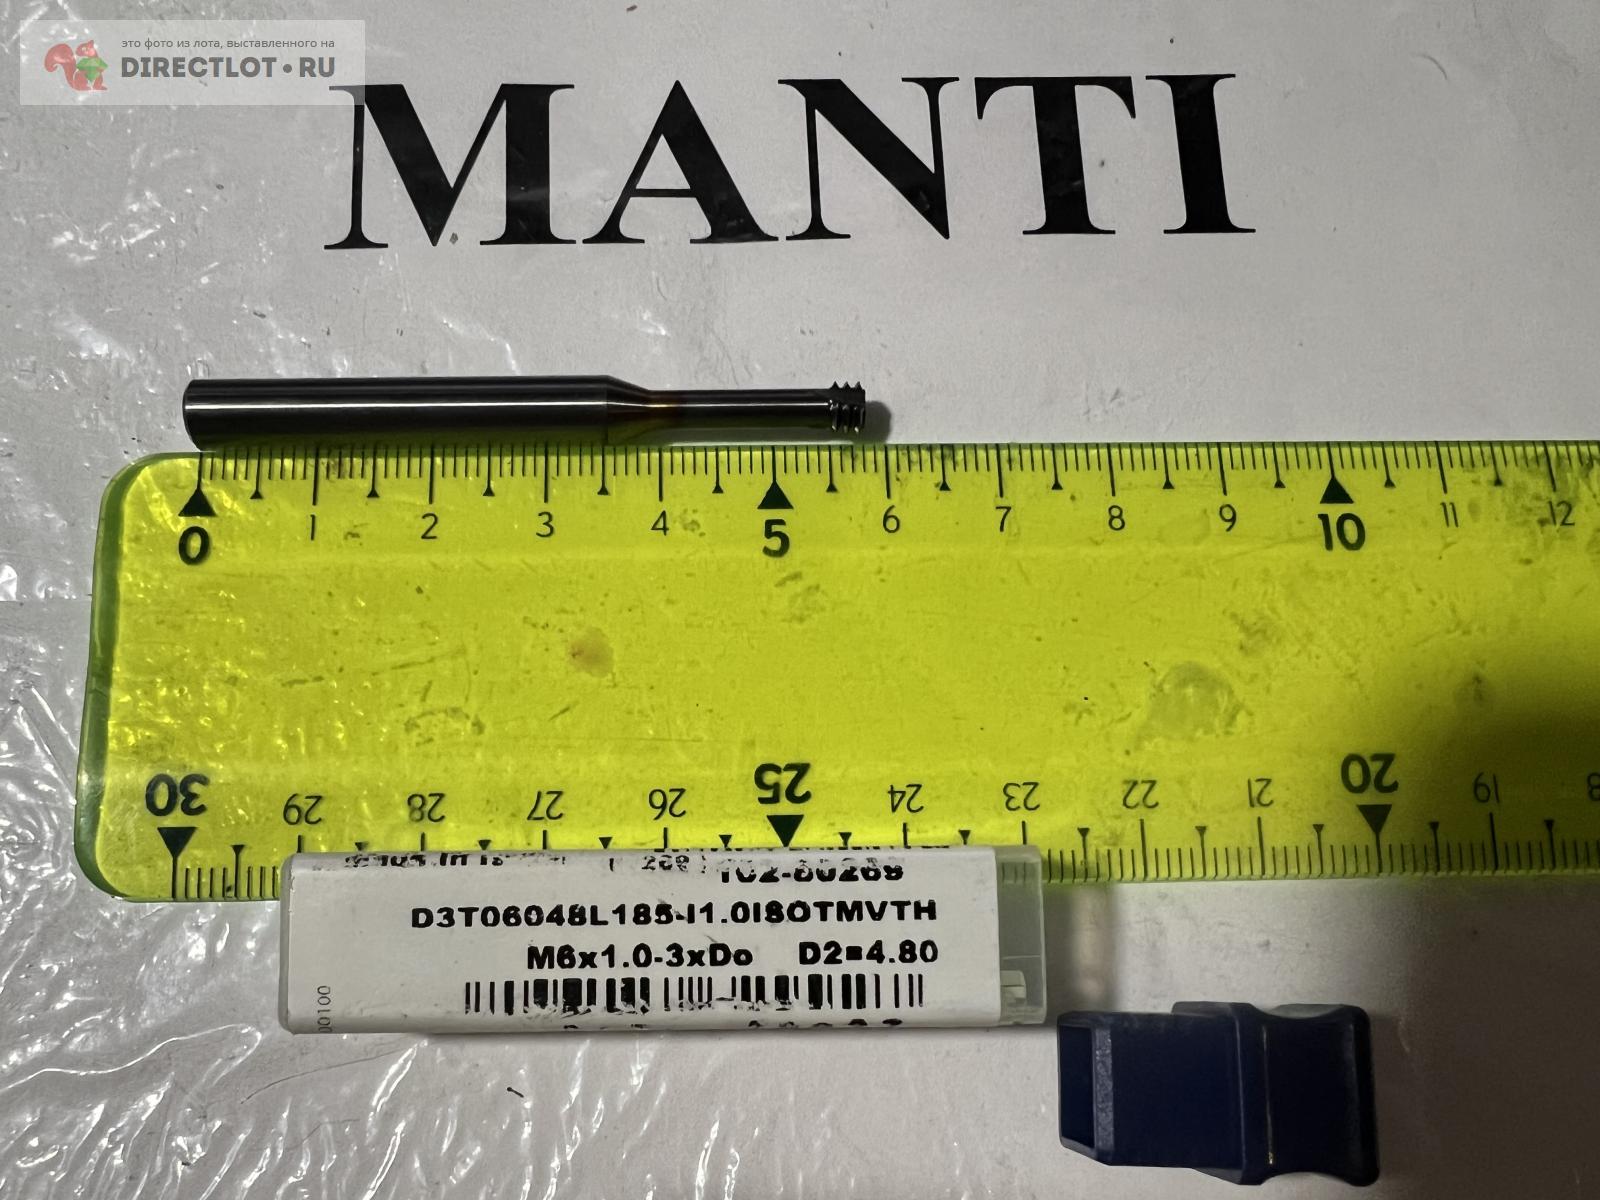 это фото из лота, выставленного на
DIRECTLOT•RU
MANTI
0 1 2 3 4 5 6 7 8 9 10 11 12
30 29 28 27 26 25 24 23 22 21 20 19
D3T06048L185-I1.0ISOTMVTH
M6x1.0-3xDo D2=4.80
00100